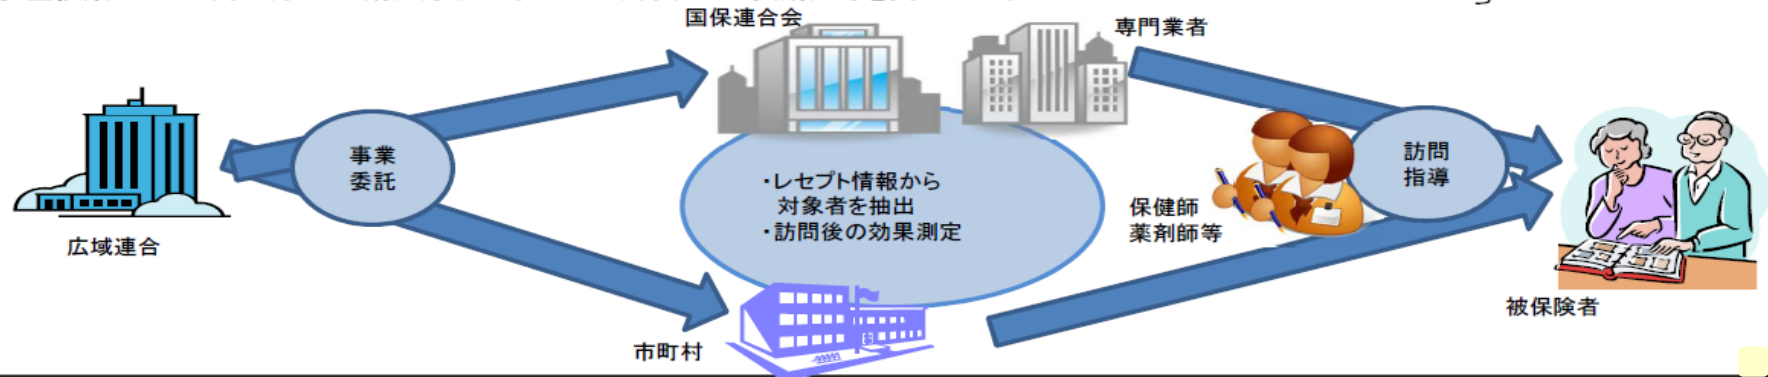 国保連合会
専門業者
事業
委託
訪問
指導
・レセプト情報から
対象者を抽出
・訪問後の効果測定
保健師
薬剤師等
広域連合
被保険者
市町村